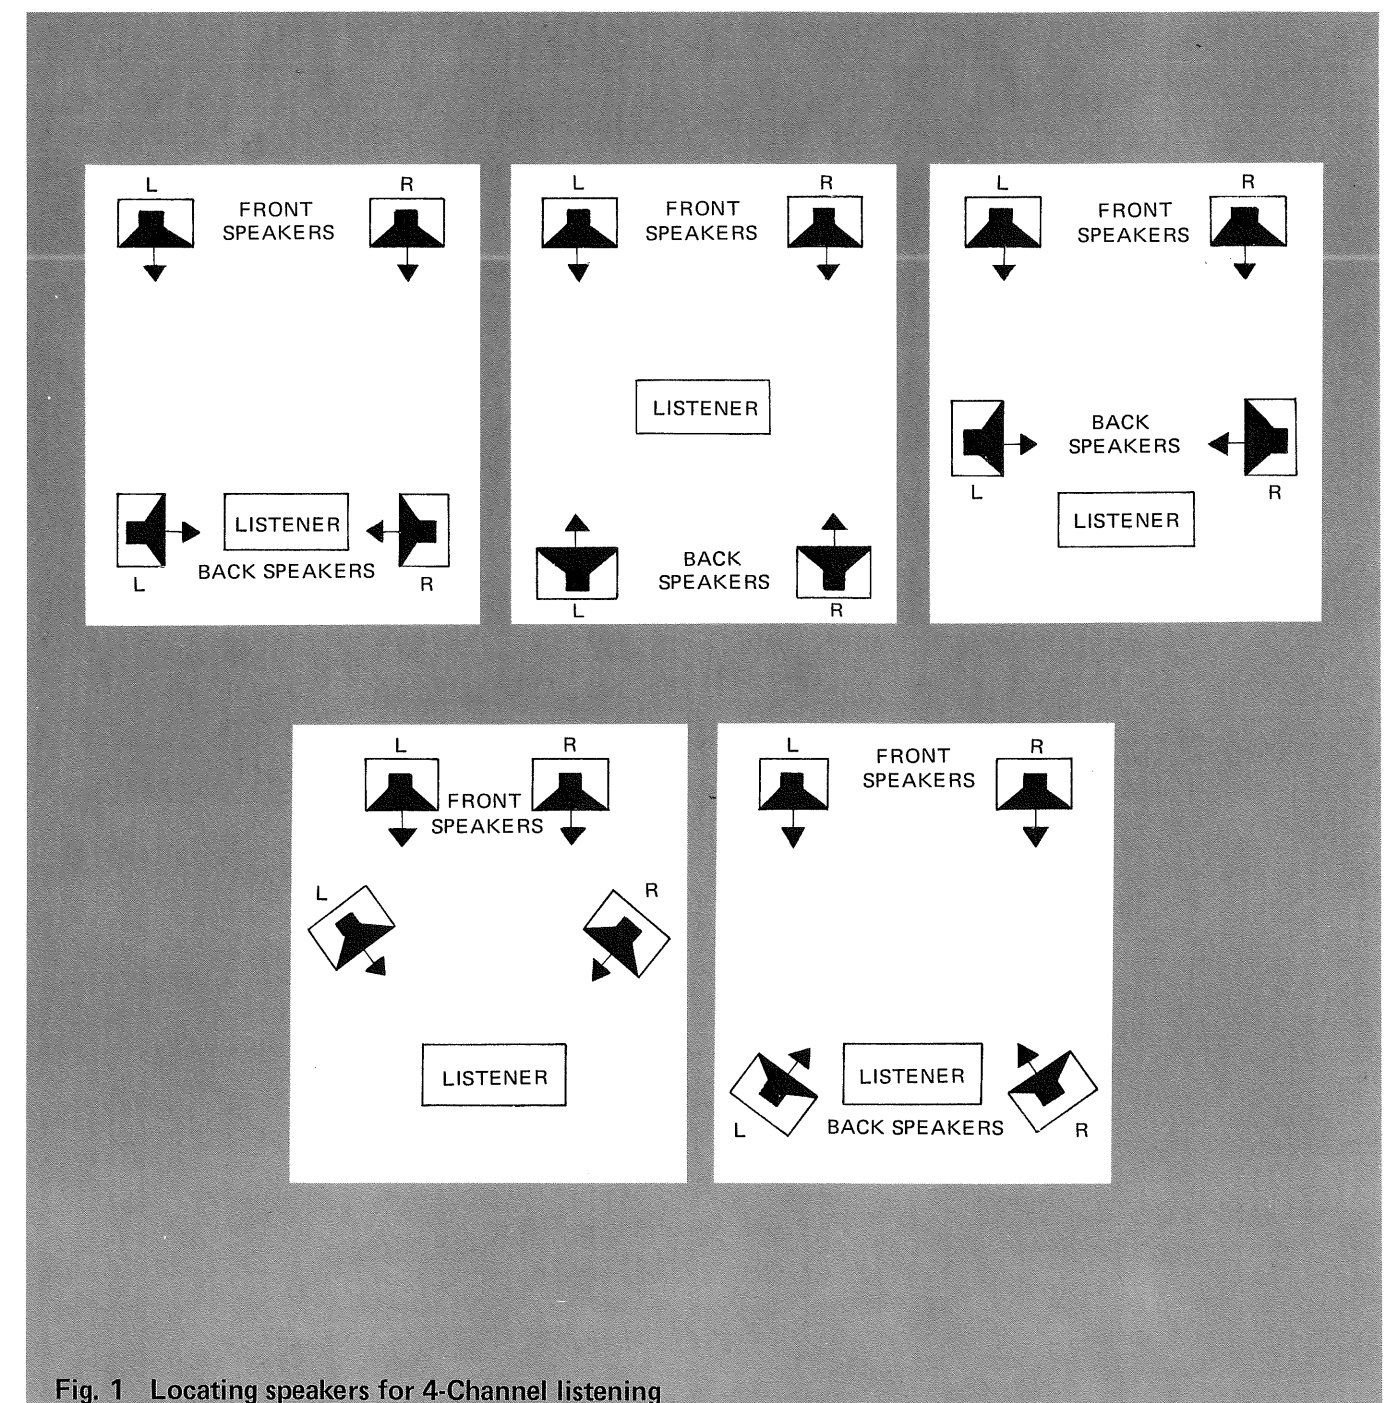 L
R
FRONT
SPEAKERS
LISTENER
BACK SPEAKERS
L
R
L
R
FRONT
SPEAKERS
LISTENER
BACK
SPEAKERS
L
R
L
R
FRONT
SPEAKERS
BACK
SPEAKERS
L
R
LISTENER
L
R
FRONT
SPEAKERS
L
R
LISTENER
L
R
FRONT
SPEAKERS
LISTENER
BACK SPEAKERS
L
R
Fig. 1 Locating speakers for 4-Channel listening